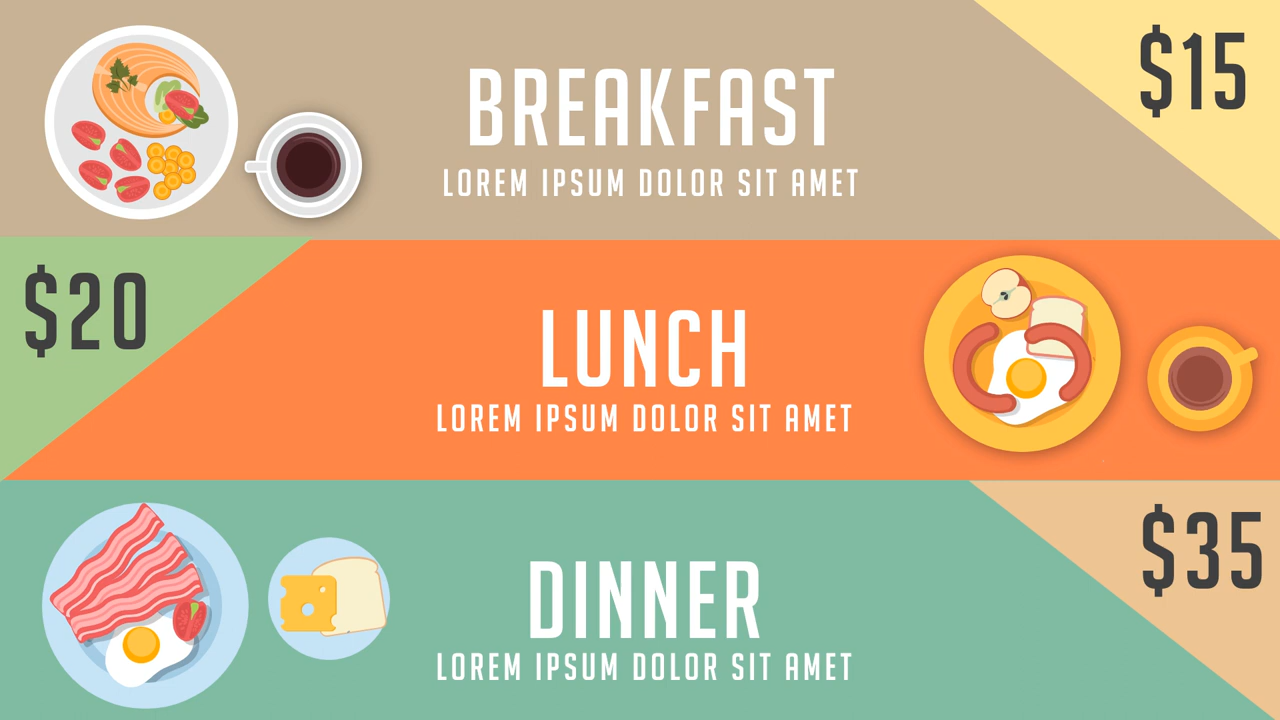 BREAKFAST
LOREM IPSUM DOLOR SIT AMET
$15
$20
LUNCH
LOREM IPSUM DOLOR SIT AMET
DINNER
LOREM IPSUM DOLOR SIT AMET
$35